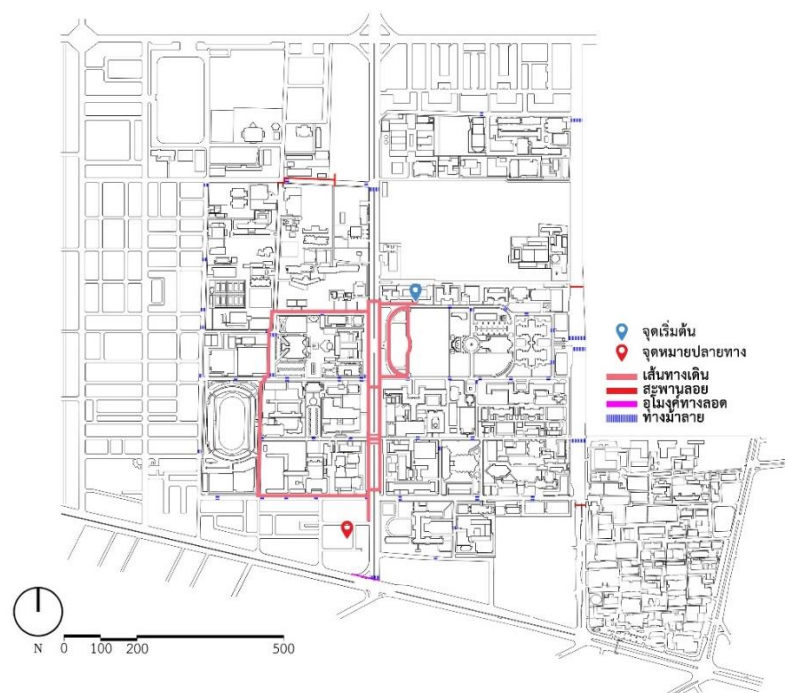 จุดเริ่มต้น
จุดหมายปลายทาง
เส้นทางเดิน
สะพานลอย
อุโมงค์ทางลอด
ทางม้าลาย
N 0 100 200 500